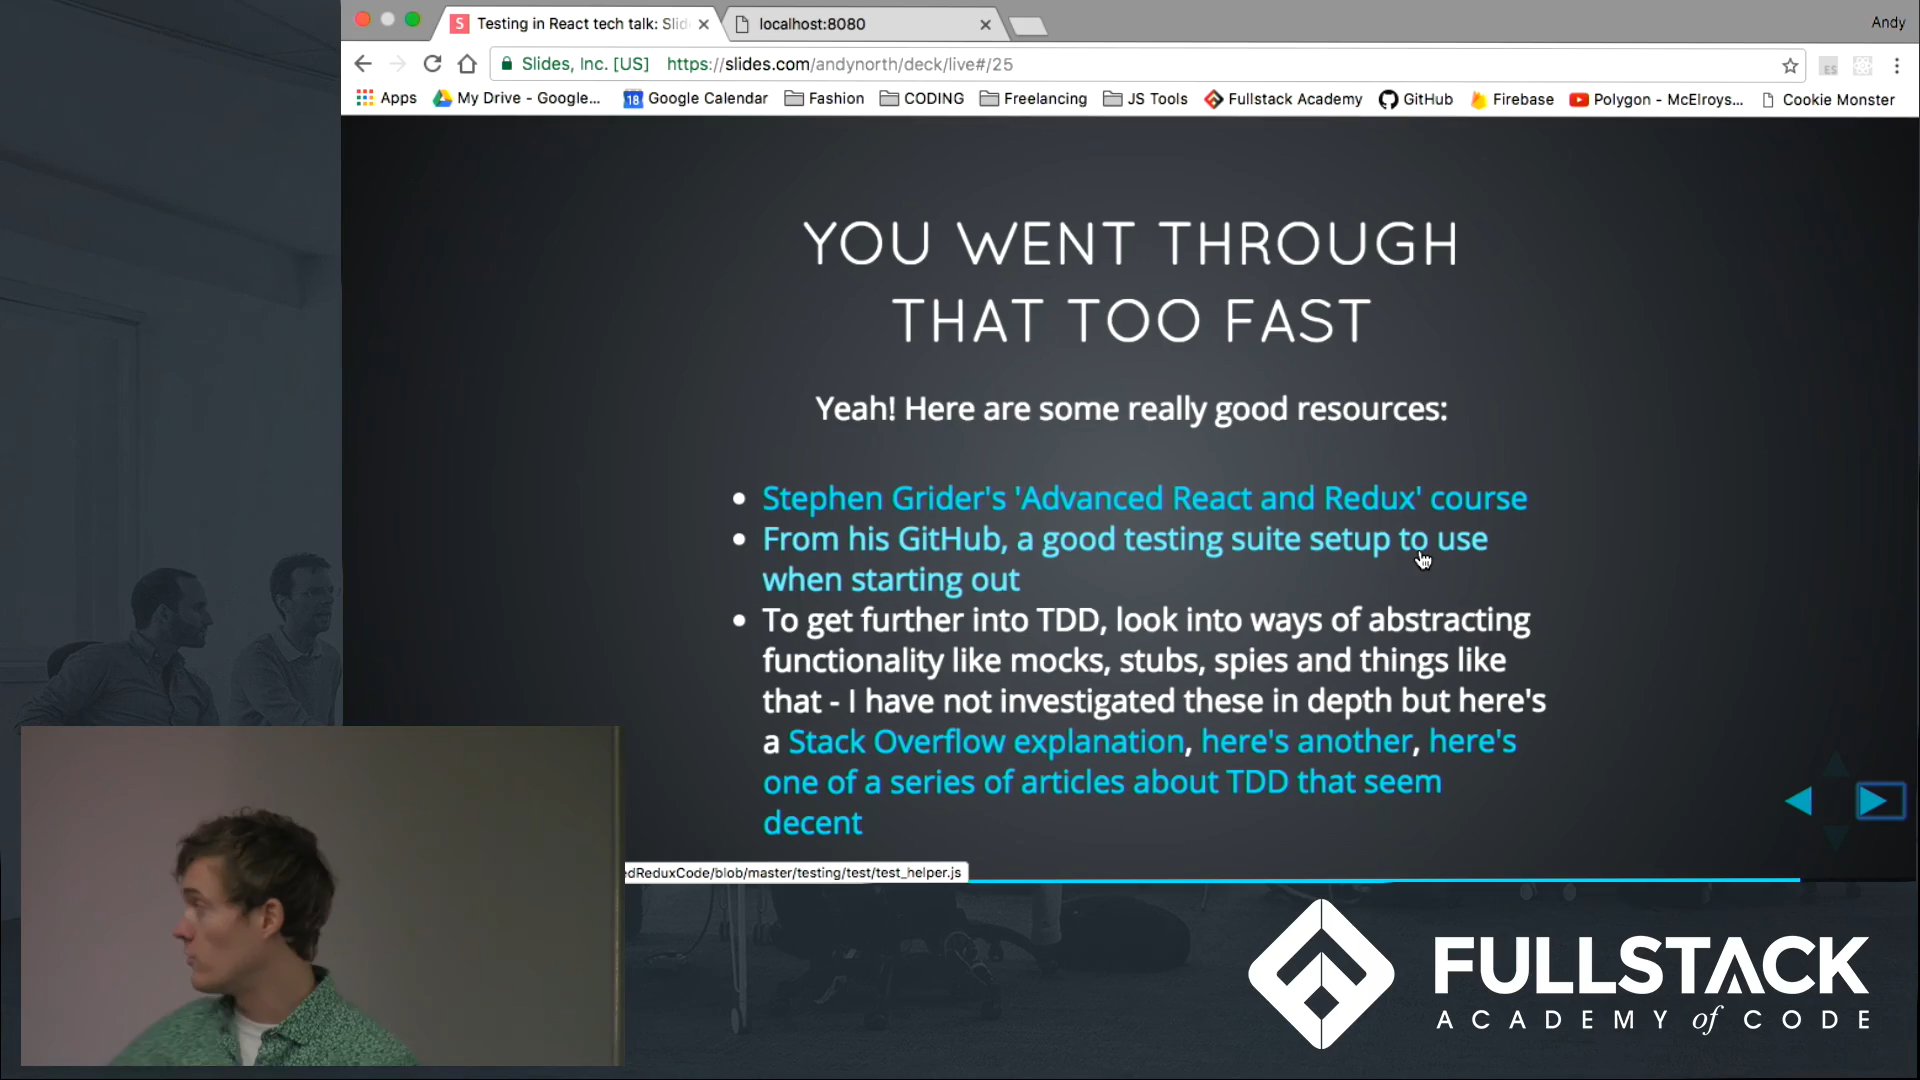 Testing in React tech talk: Slid
localhost:8080
Andy
Slides, Inc. [US] https://slides.com/andynorth/deck/live#/25
ES
Apps My Drive - Google... 18 Google Calendar Fashion CODING Freelancing JS Tools Fullstack Academy GitHub Firebase Polygon - McElroys... Cookie Monster
YOU WENT THROUGH
THAT TOO FAST
Yeah! Here are some really good resources:
• Stephen Grider's 'Advanced React and Redux' course
• From his GitHub, a good testing suite setup to use
when starting out
• To get further into TDD, look into ways of abstracting
functionality like mocks, stubs, spies and things like
that - I have not investigated these in depth but here's
a Stack Overflow explanation, here's another, here's
one of a series of articles about TDD that seem
decent
edReduxCode/blob/master/testing/test/test_helper.js
FULLSTACK
ACADEMY of CODE